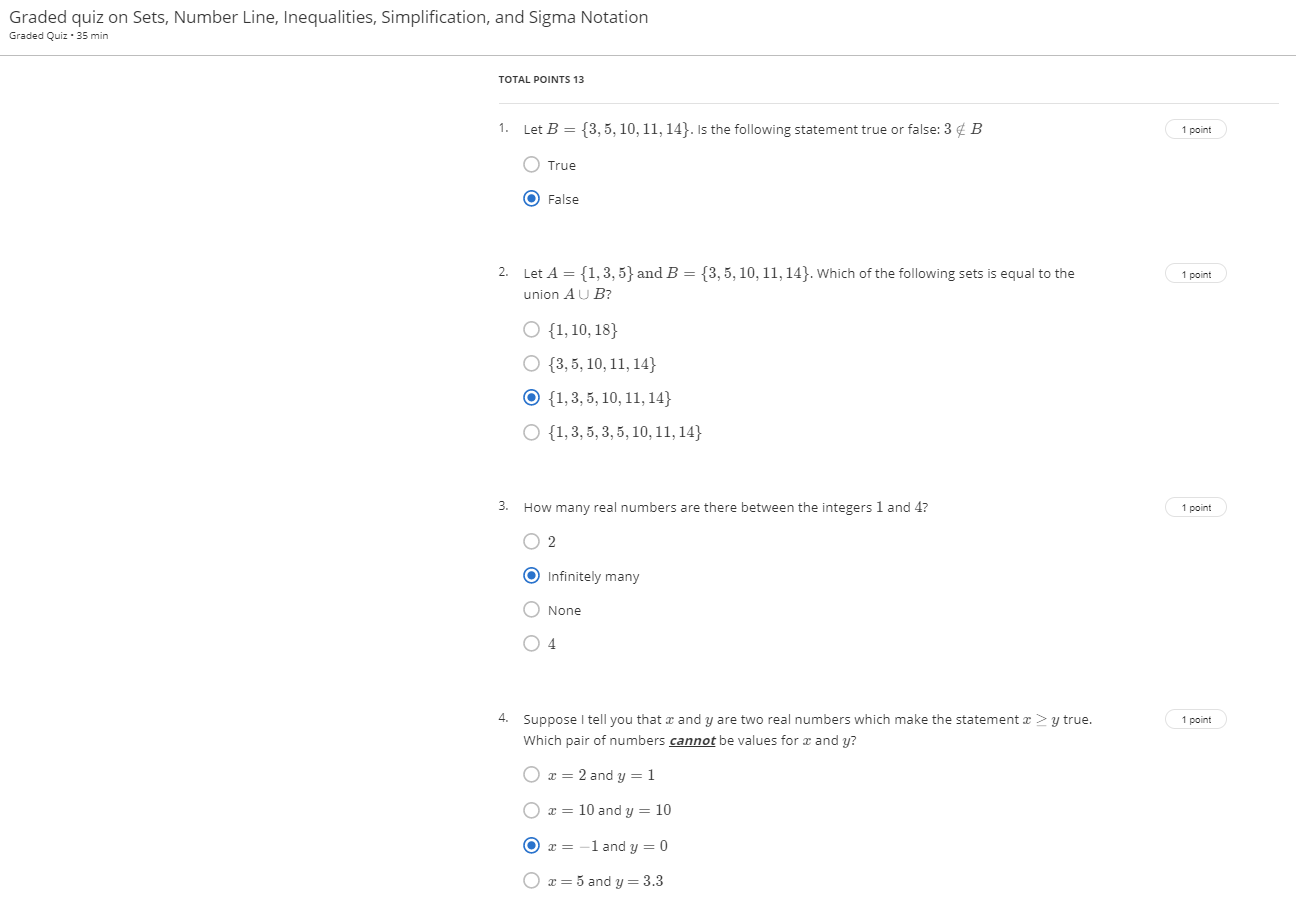 Graded quiz on Sets, Number Line, Inequalities, Simplification, and Sigma Notation
Graded Quiz • 35 min
TOTAL POINTS 13
1. Let B = {3, 5, 10, 11, 14}. Is the following statement true or false: 3 ∉ B
1 point
True
False
2. Let A = {1, 3, 5} and B = {3, 5, 10, 11, 14}. Which of the following sets is equal to the
union A ∪ B?
1 point
{1, 10, 18}
{3, 5, 10, 11, 14}
{1, 3, 5, 10, 11, 14}
{1, 3, 5, 3, 5, 10, 11, 14}
3. How many real numbers are there between the integers 1 and 4?
1 point
2
Infinitely many
None
4
4. Suppose I tell you that x and y are two real numbers which make the statement x ≥ y true.
Which pair of numbers cannot be values for x and y?
1 point
x = 2 and y = 1
x = 10 and y = 10
x = −1 and y = 0
x = 5 and y = 3.3